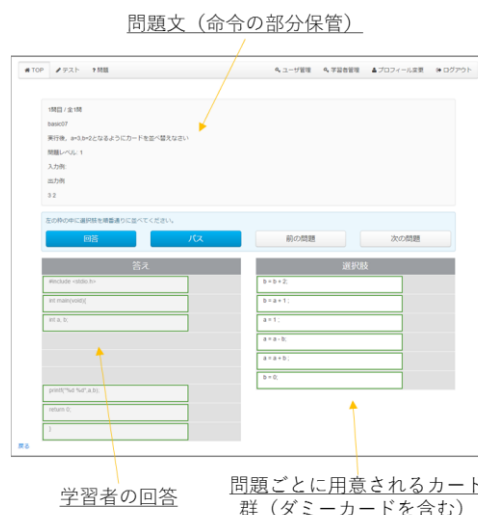 問題文（命令の部分保管）
TOP テスト ?問題 ユーザ管理 学習者管理 プロフィール変更 ログアウト
1問目 / 全1問
basic07
実行後、a=3,b=2となるようにカードを並べ替えなさい
問題レベル: 1
入力例:
出力例
3 2
左の枠の中に選択肢を順番通りに並べてください。
回答 パス 前の問題 次の問題
答え 選択肢
#include <stdio.h> b = b + 2;
int main(void){ b = a + 1 ;
int a, b; a = 1 ;
a = a - b;
a = a + b ;
b = 0;
printf("%d %d",a,b);
return 0;
}
戻る
学習者の回答
問題ごとに用意されるカード
群（ダミーカードを含む）